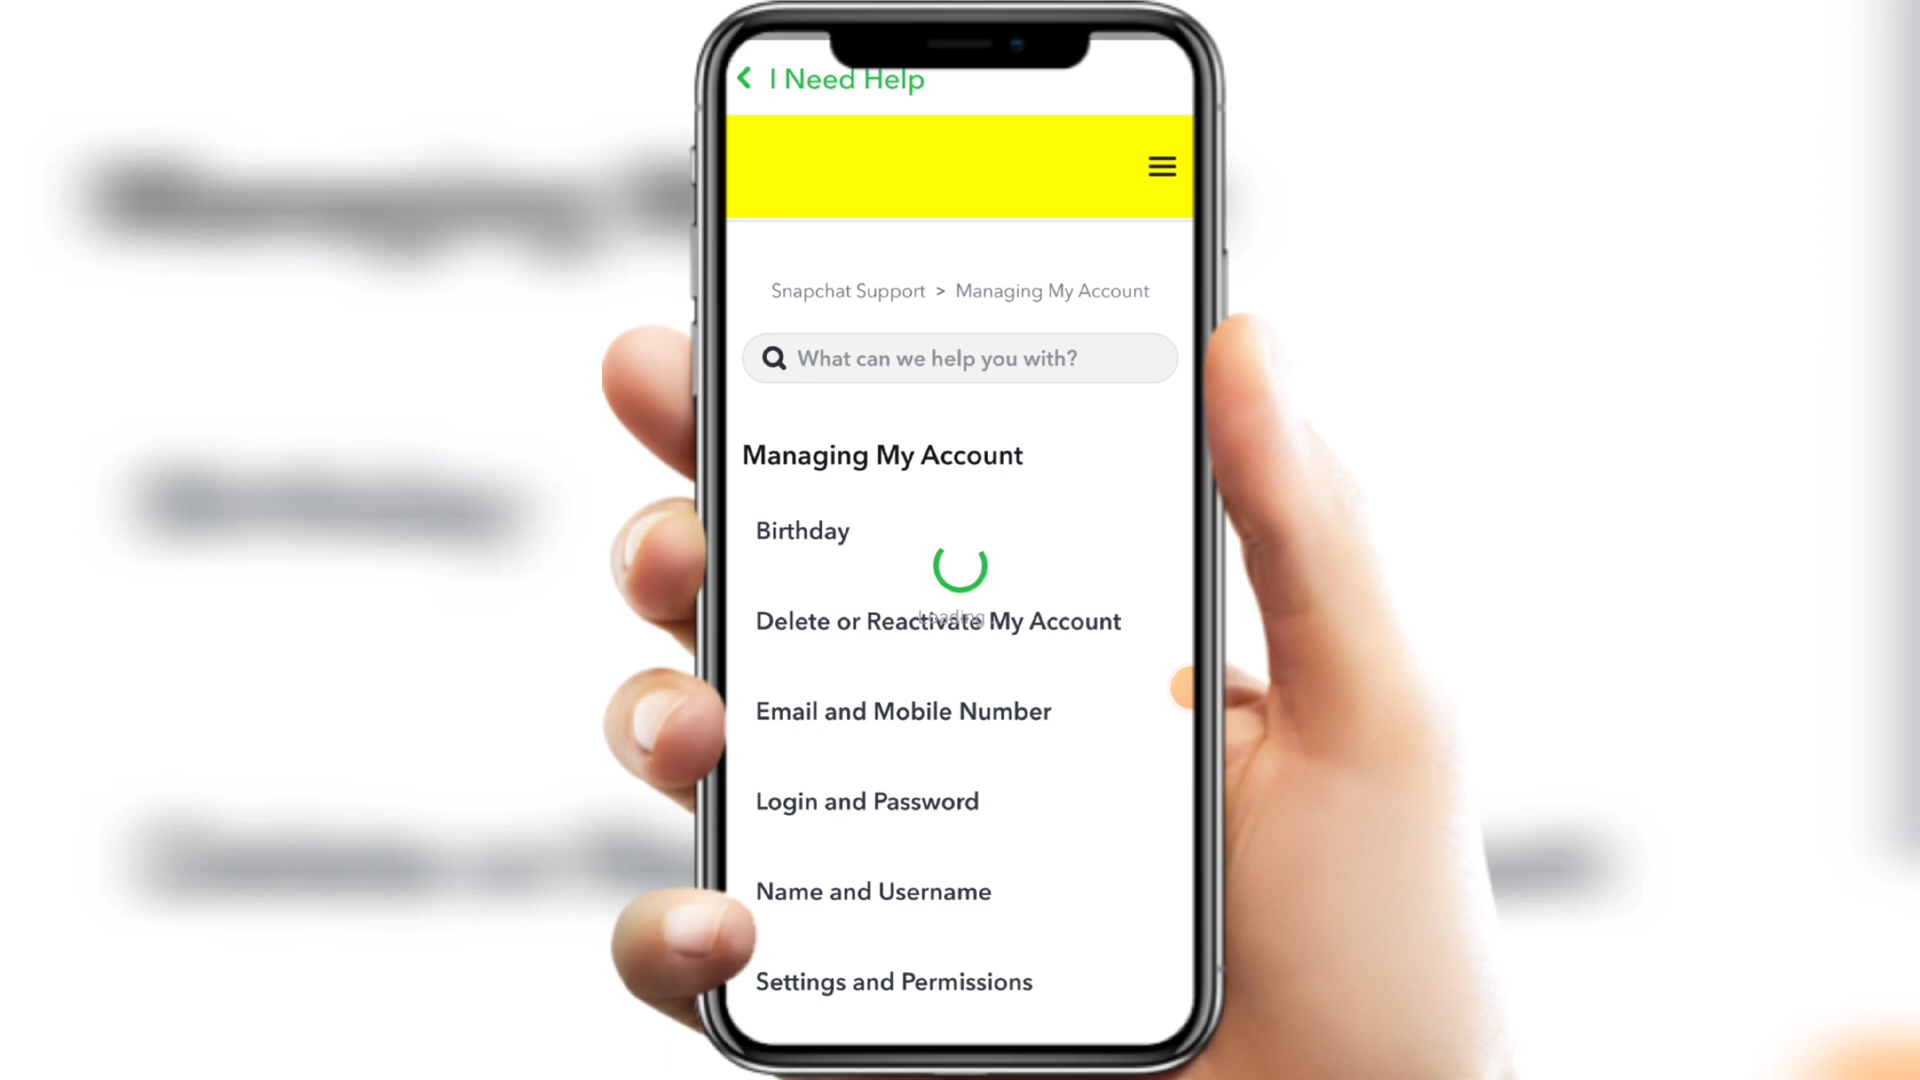 I Need Help
Snapchat Support > Managing My Account
What can we help you with?
Managing My Account
Birthday
Loading
Delete or Reactivate My Account
Email and Mobile Number
Login and Password
Name and Username
Settings and Permissions